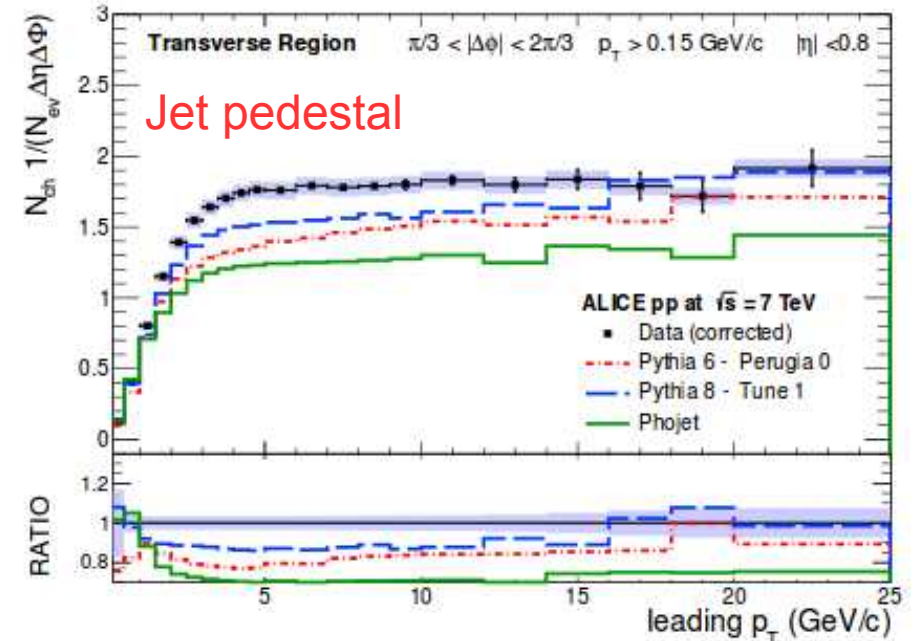 Transverse Region π/3 < |Δϕ| < 2π/3 p_T > 0.15 GeV/c |η| <0.8
Jet pedestal
N_ch 1/(N_ev ΔηΔΦ)
3
2.5
2
1.5
1
0.5
0
ALICE pp at √s = 7 TeV
Data (corrected)
Pythia 6 - Perugia 0
Pythia 8 - Tune 1
Phojet
RATIO
1.2
1
0.8
5 10 15 20 25
leading p_T (GeV/c)